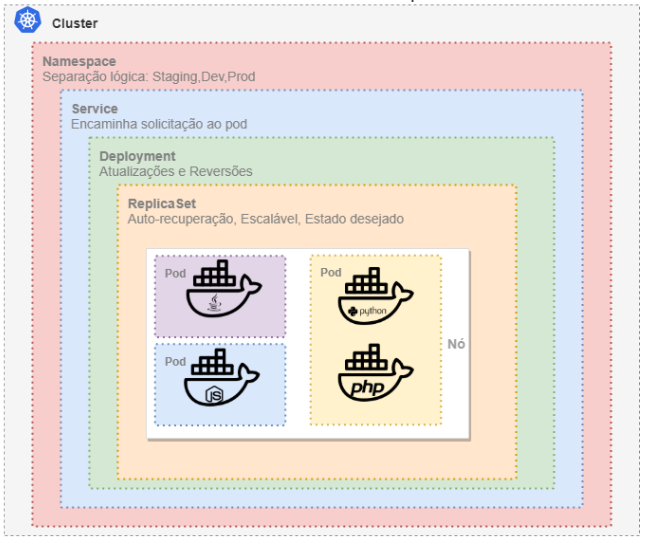 Cluster
Namespace
Separação lógica: Staging,Dev,Prod
Service
Encaminha solicitação ao pod
Deployment
Atualizações e Reversões
ReplicaSet
Auto-recuperação, Escalável, Estado desejado
Pod
Pod
python
Nó
Pod
JS
php